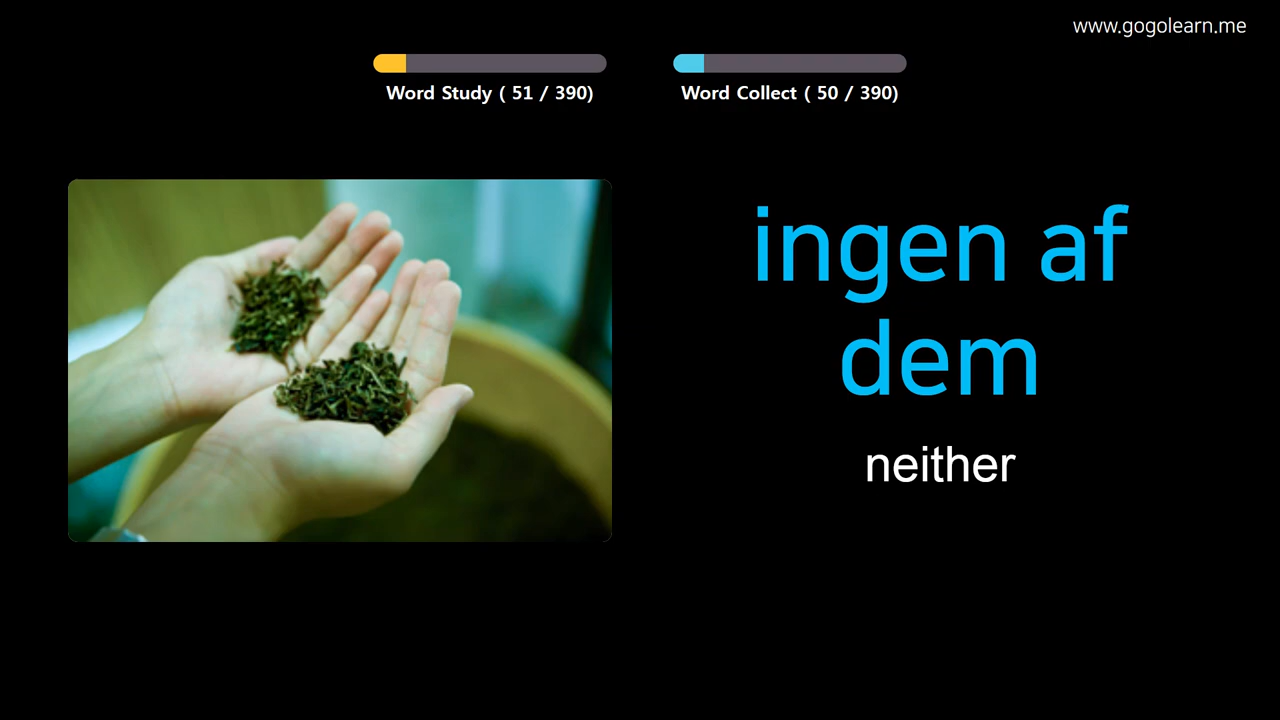 www.gogolearn.me
Word Study ( 51 / 390)
Word Collect ( 50 / 390)
ingen af
dem
neither